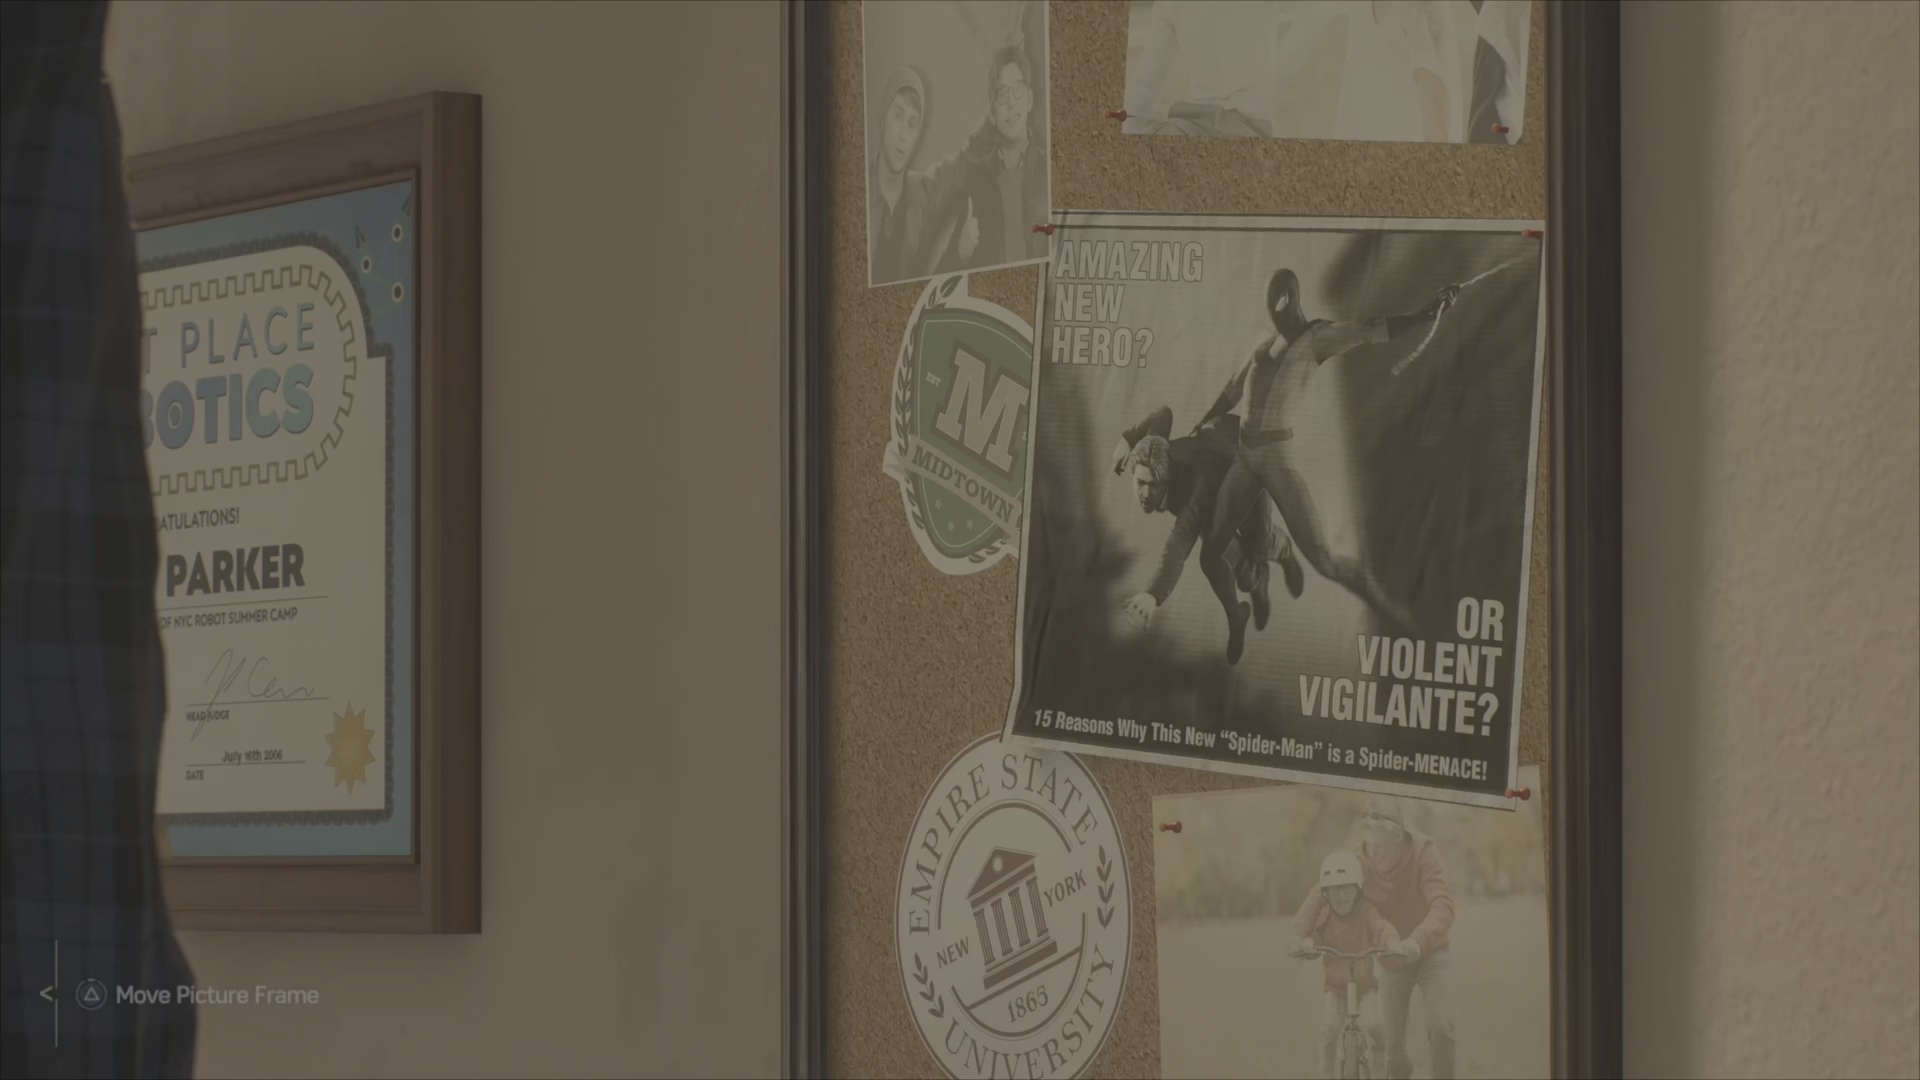 T PLACE
BOTICS
ATULATIONS!
PARKER
OF NYC ROBOT SUMMER CAMP
HEAD JUDGE
July 16th 2006
DATE
AMAZING
NEW
HERO?
OR
VIOLENT
VIGILANTE?
15 Reasons Why This New “Spider-Man” is a Spider-MENACE!
M
MIDTOWN
EMPIRE STATE
NEW YORK
1865
UNIVERSITY
< Move Picture Frame